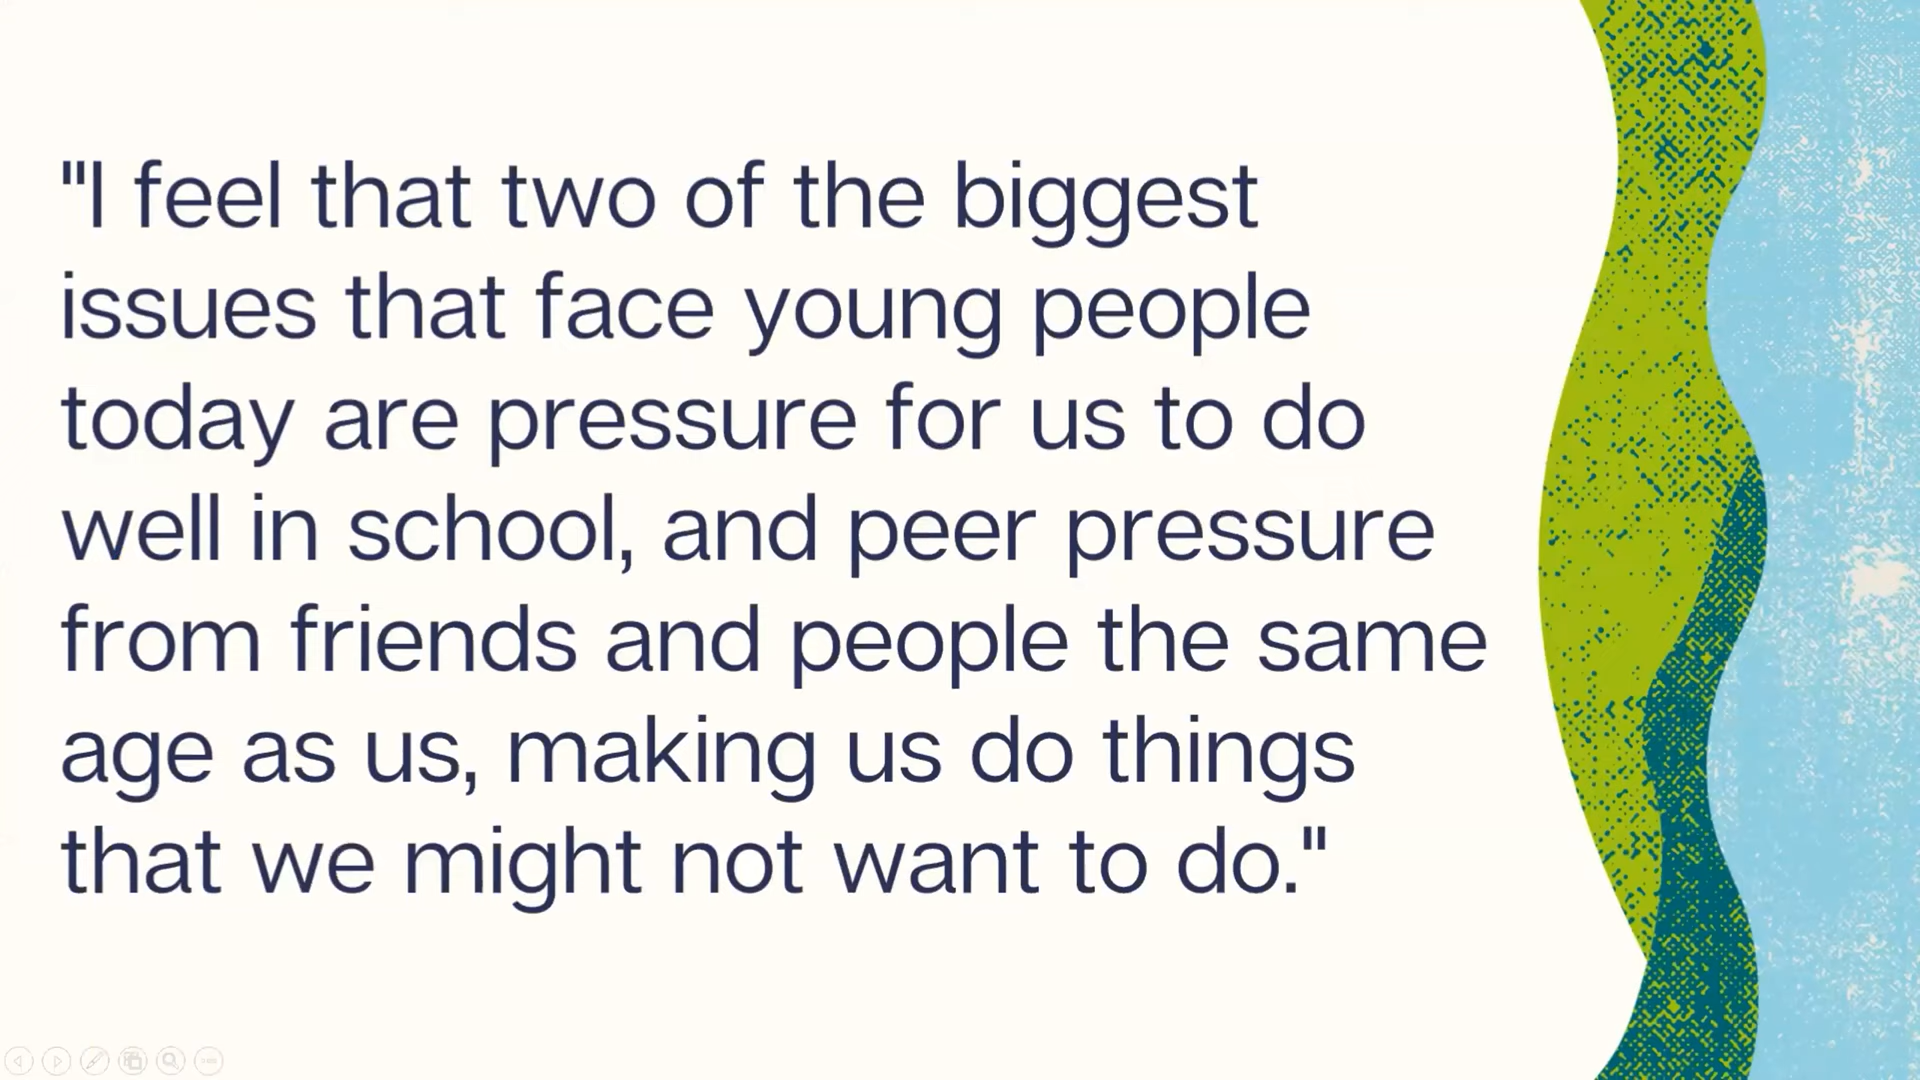 "I feel that two of the biggest
issues that face young people
today are pressure for us to do
well in school, and peer pressure
from friends and people the same
age as us, making us do things
that we might not want to do."